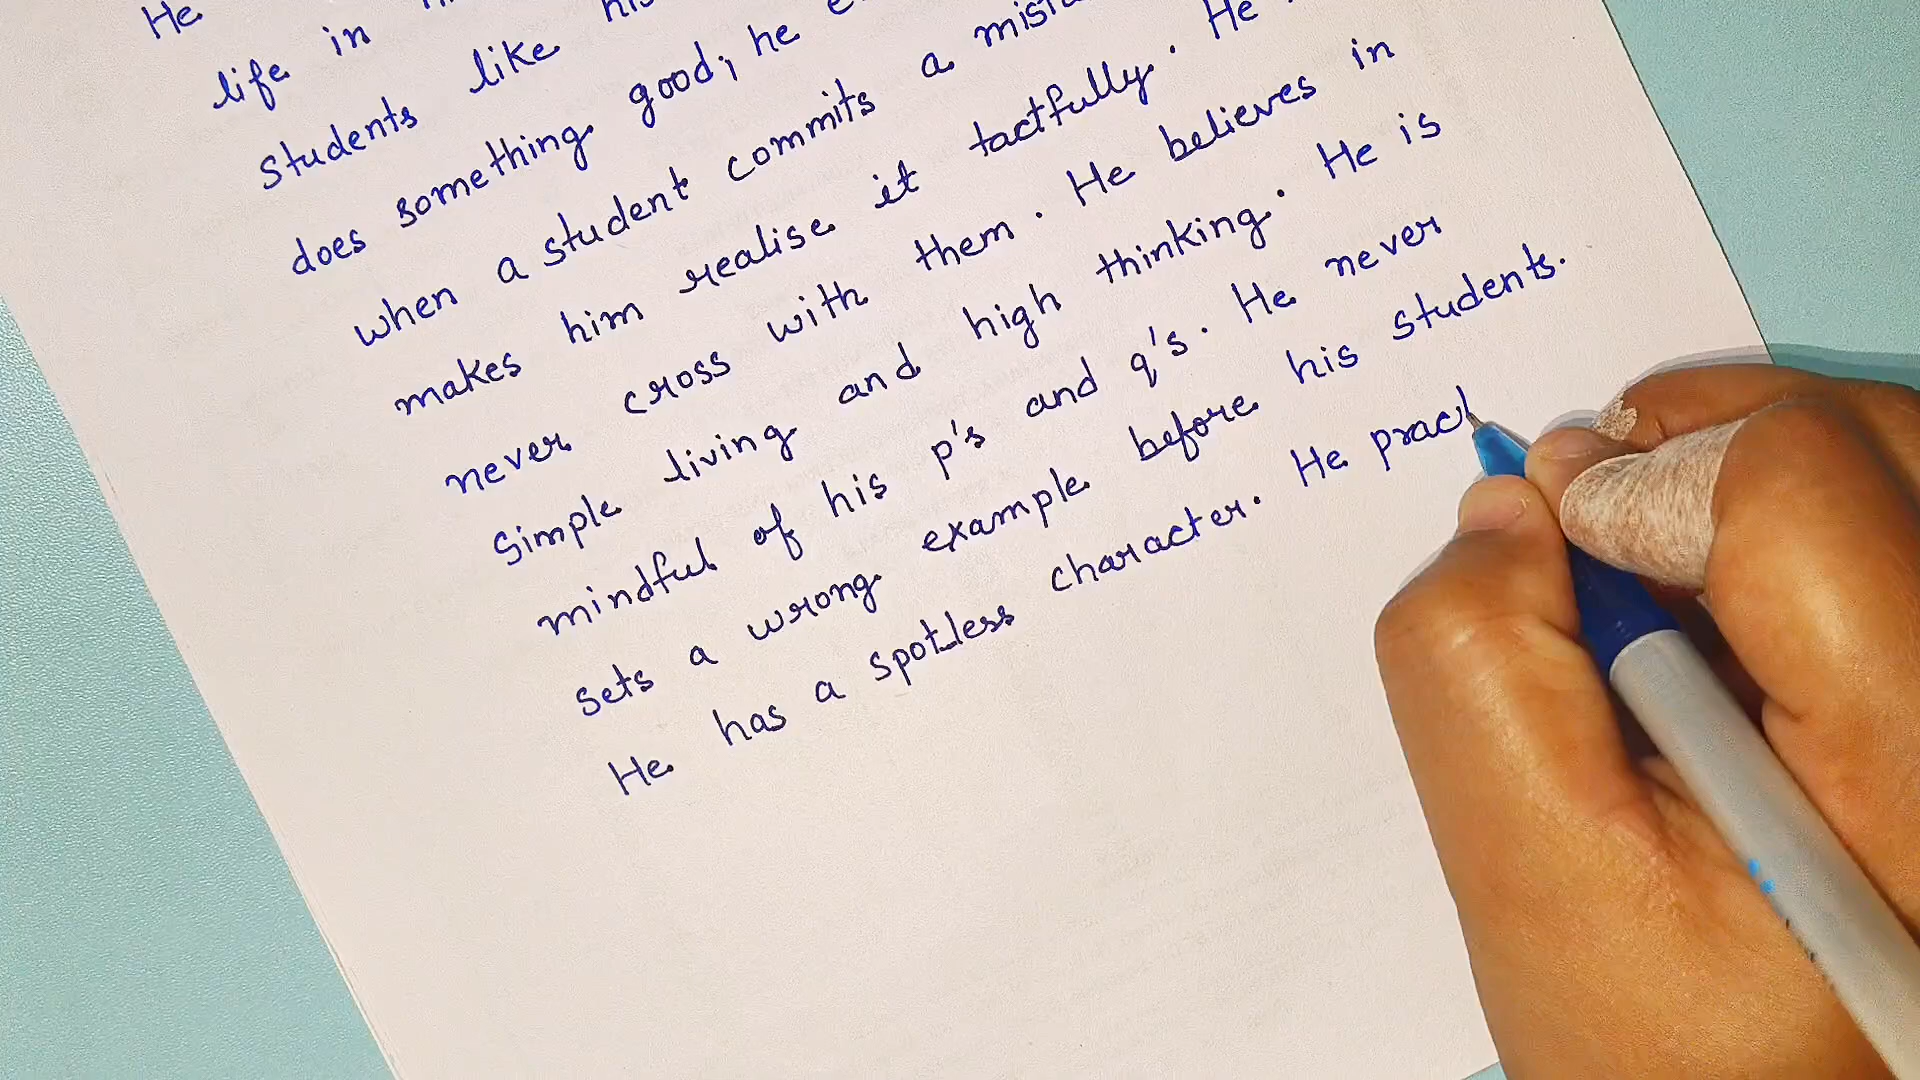 He
life in
students like
does something good; he
when a student commits a
makes him realise it tactfully. He
never cross with them. He believes in
simple living and high thinking. He is
mindful of his p's and q's. He never
sets a wrong example before his students.
He has a spotless character. He pract